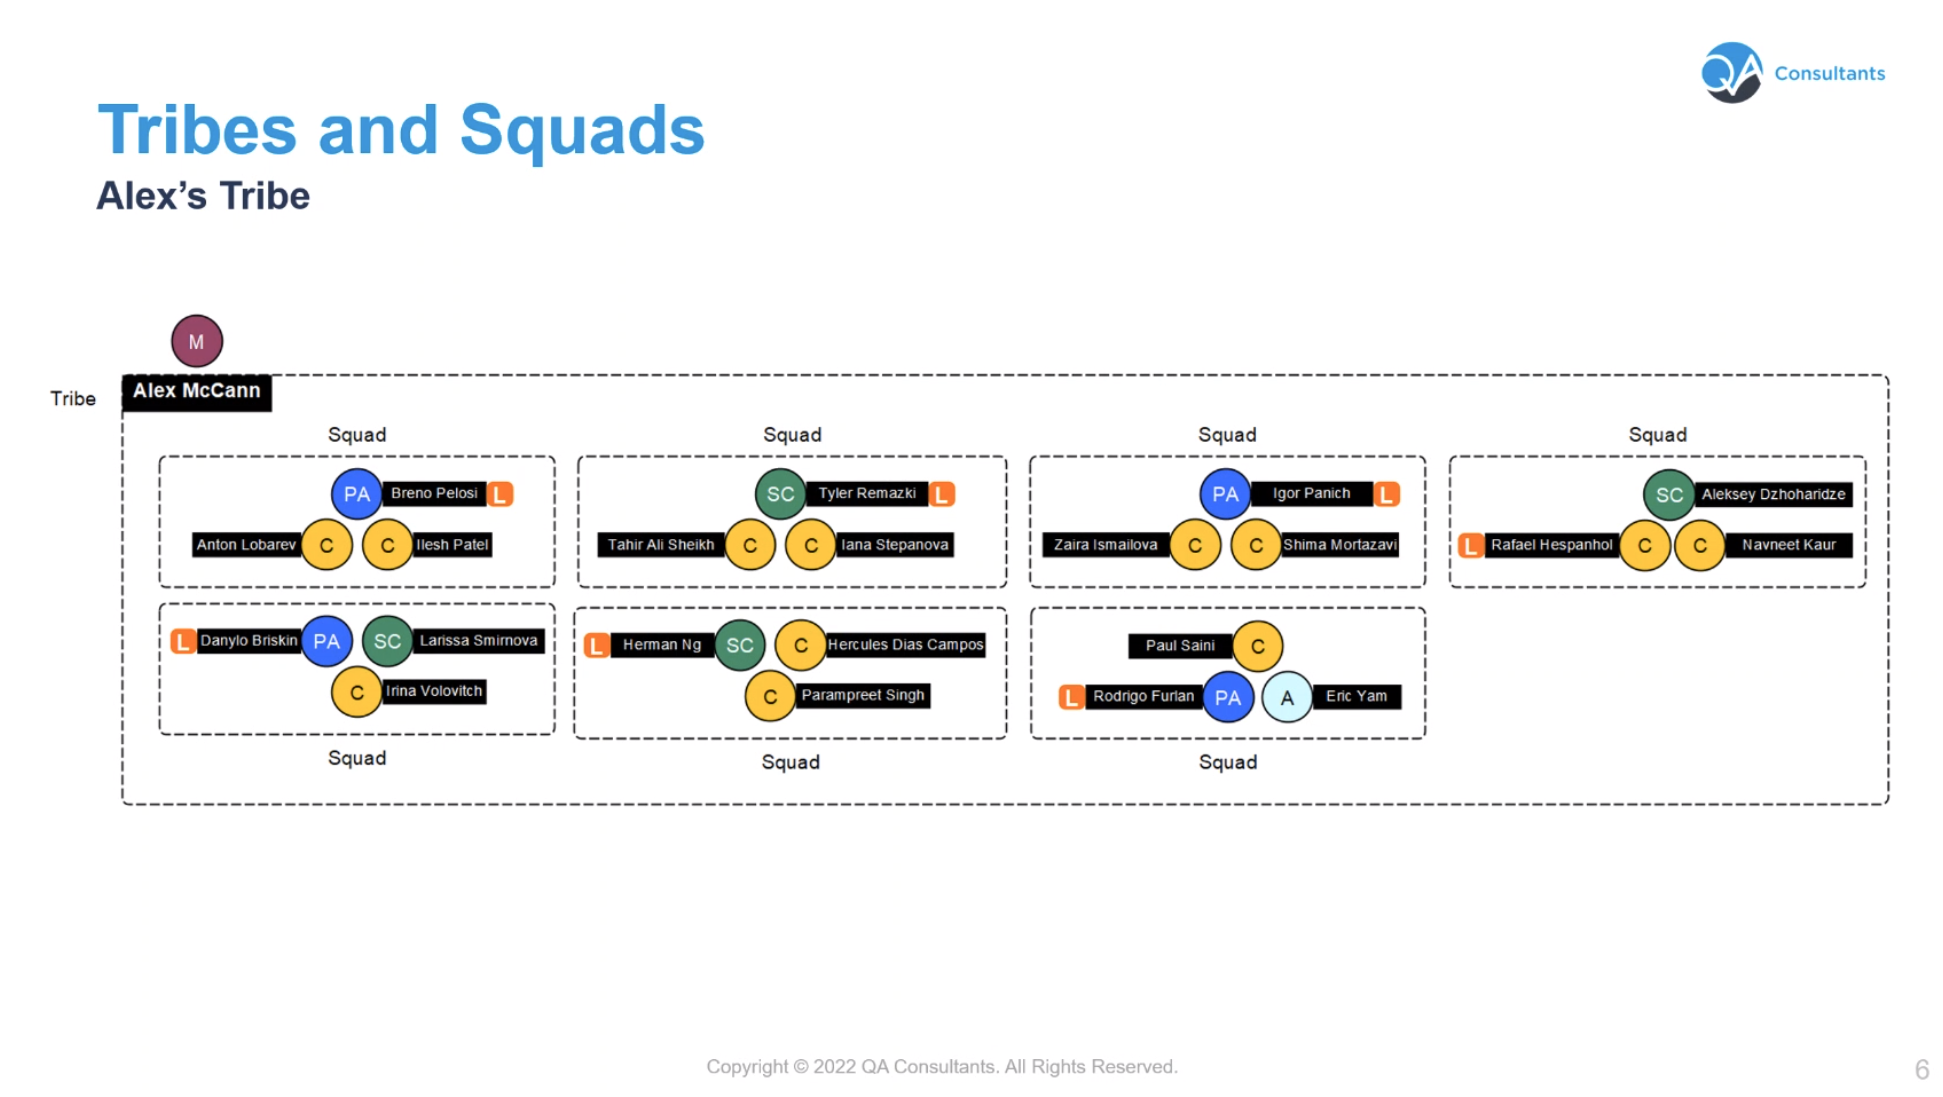 QA Consultants
Tribes and Squads
Alex's Tribe
M
Tribe
Alex McCann
Squad
Squad
Squad
Squad
PA Breno Pelosi L
Anton Lobarev C C Ilesh Patel
SC Tyler Remazki L
Tahir Ali Sheikh C C Iana Stepanova
PA Igor Panich L
Zaira Ismailova C C Shima Mortazavi
SC Aleksey Dzhoharidze
L Rafael Hespanhol C C Navneet Kaur
L Danylo Briskin PA SC Larissa Smirnova
C Irina Volovitch
L Herman Ng SC C Hercules Dias Campos
C Parampreet Singh
Paul Saini C
L Rodrigo Furlan PA A Eric Yam
Squad
Squad
Squad
Copyright © 2022 QA Consultants. All Rights Reserved.
6